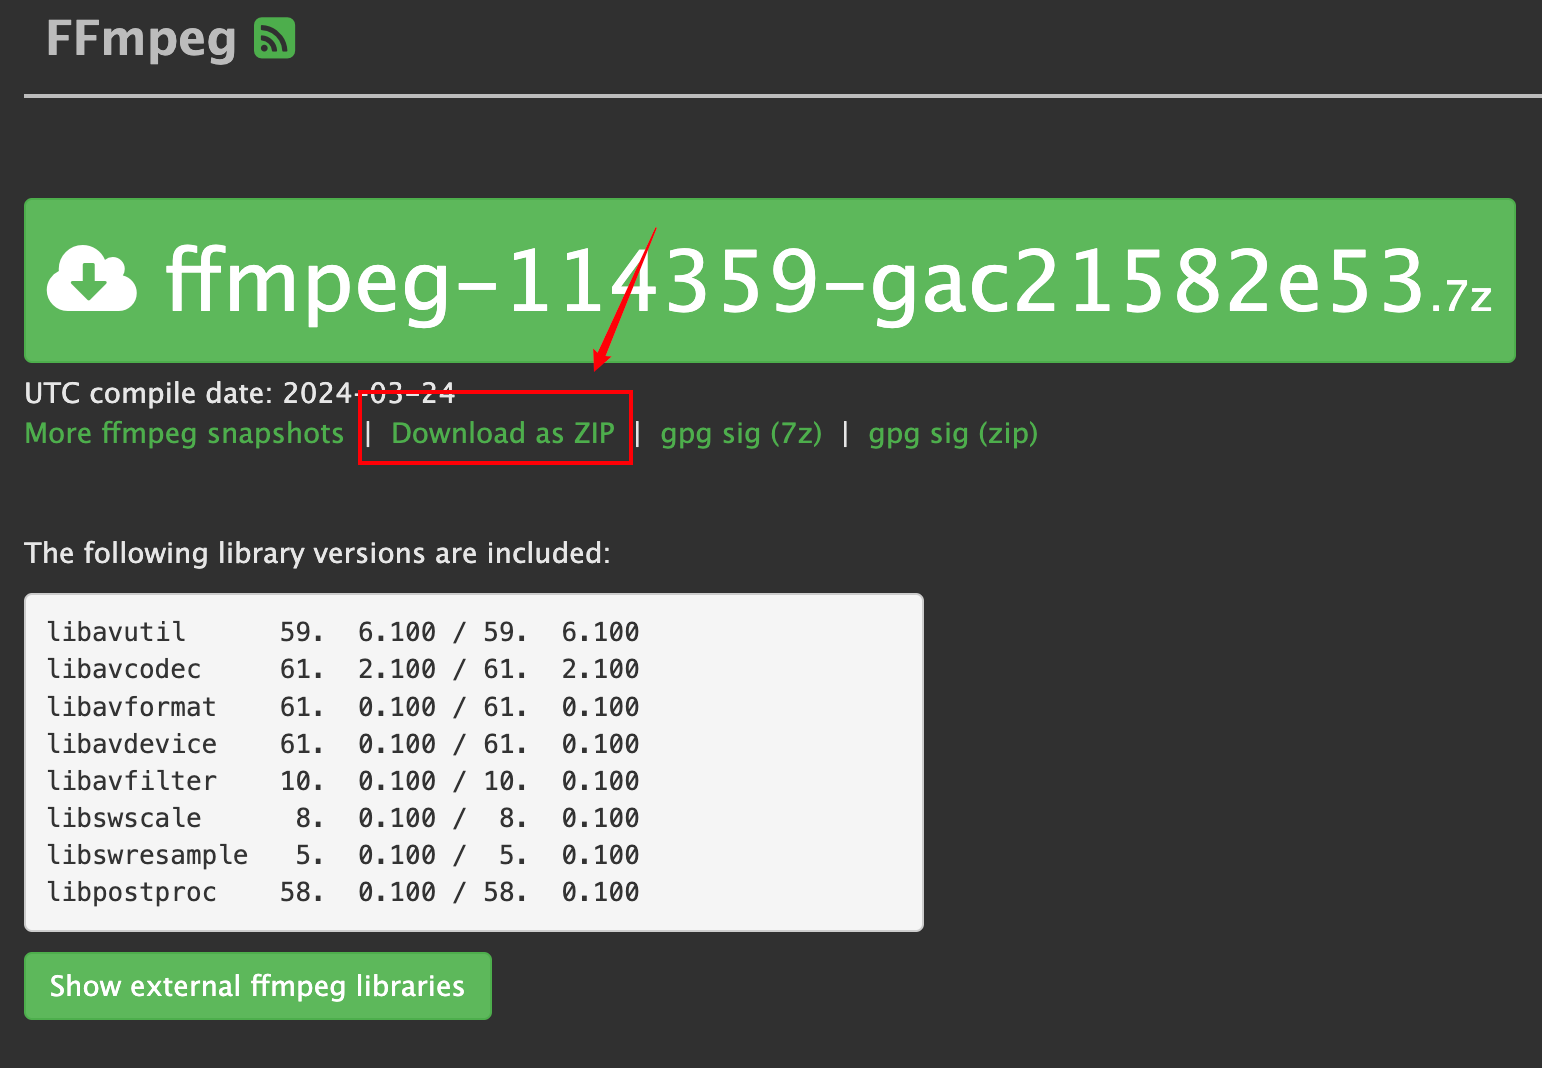 FFmpeg
ffmpeg-114359-gac21582e53.7z
UTC compile date: 2024-03-24
More ffmpeg snapshots | Download as ZIP | gpg sig (7z) | gpg sig (zip)
The following library versions are included:
libavutil 59. 6.100 / 59. 6.100
libavcodec 61. 2.100 / 61. 2.100
libavformat 61. 0.100 / 61. 0.100
libavdevice 61. 0.100 / 61. 0.100
libavfilter 10. 0.100 / 10. 0.100
libswscale 8. 0.100 / 8. 0.100
libswresample 5. 0.100 / 5. 0.100
libpostproc 58. 0.100 / 58. 0.100
Show external ffmpeg libraries